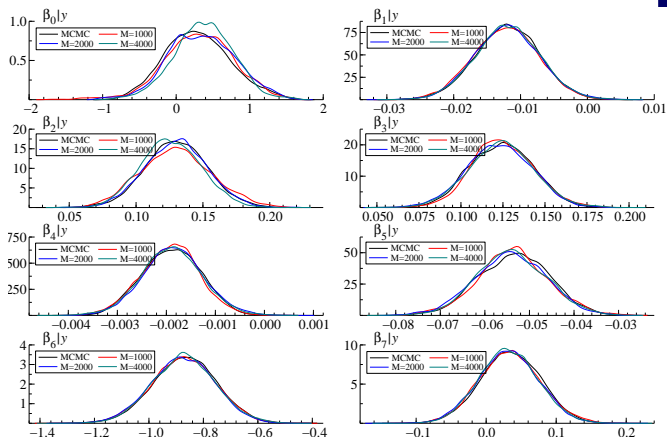 β0|y
1.0
MCMC M=1000
M=2000 M=4000
0.5
−2 −1 0 1 2
β1|y
75
MCMC M=1000
M=2000 M=4000
50
25
−0.03 −0.02 −0.01 0.00 0.01
β2|y
20
MCMC M=1000
M=2000 M=4000
15
10
5
0.05 0.10 0.15 0.20
β3|y
MCMC M=1000
M=2000 M=4000
20
10
0.050 0.075 0.100 0.125 0.150 0.175 0.200
β4|y
750
MCMC M=1000
M=2000 M=4000
500
250
−0.004 −0.003 −0.002 −0.001 0.000 0.001
β5|y
MCMC M=1000
M=2000 M=4000
50
25
−0.08 −0.07 −0.06 −0.05 −0.04 −0.03
β6|y
4
MCMC M=1000
M=2000 M=4000
3
2
1
−1.4 −1.2 −1.0 −0.8 −0.6 −0.4
β7|y
10
MCMC M=1000
M=2000 M=4000
5
−0.1 0.0 0.1 0.2